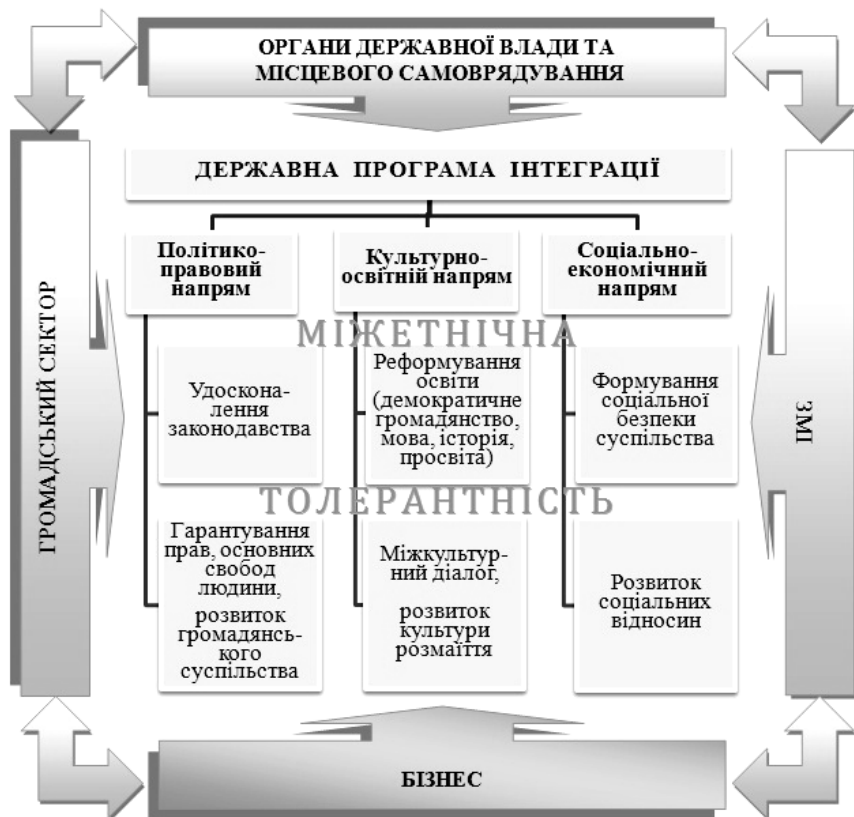 ОРГАНИ ДЕРЖАВНОЇ ВЛАДИ ТА
МІСЦЕВОГО САМОВРЯДУВАННЯ
ГРОМАДСЬКИЙ СЕКТОР
ДЕРЖАВНА ПРОГРАМА ІНТЕГРАЦІЇ
Політико-
правовий
напрям
Культурно-
освітній напрям
Соціально-
економічний
напрям
МІЖЕТНІЧНА
Удоскона-
лення
законодавства
Реформування
освіти
(демократичне
громадянство,
мова, історія,
просвіта)
Формування
соціальної
безпеки
суспільства
ТОЛЕРАНТНІСТЬ
Гарантування
прав, основних
свобод
людини,
розвиток
громадянсь-
кого
суспільства
Міжкультур-
ний діалог,
розвиток
культури
розмаїття
Розвиток
соціальних
відносин
ЗМІ
БІЗНЕС